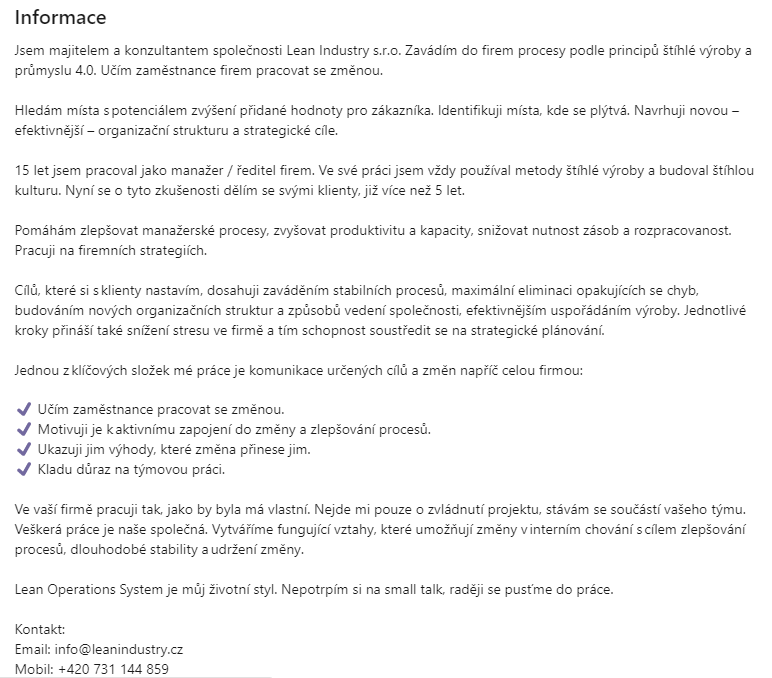 Informace
Jsem majitelem a konzultantem společnosti Lean Industry s.r.o. Zavádím do firem procesy podle principů štíhlé výroby a
průmyslu 4.0. Učím zaměstnance firem pracovat se změnou.
Hledám místa s potenciálem zvýšení přidané hodnoty pro zákazníka. Identifikuji místa, kde se plýtvá. Navrhuji novou –
efektivnější – organizační strukturu a strategické cíle.
15 let jsem pracoval jako manažer / ředitel firem. Ve své práci jsem vždy používal metody štíhlé výroby a budoval štíhlou
kulturu. Nyní se o tyto zkušenosti dělím se svými klienty, již více než 5 let.
Pomáhám zlepšovat manažerské procesy, zvyšovat produktivitu a kapacity, snižovat nutnost zásob a rozpracovanost.
Pracuji na firemních strategiích.
Cílů, které si s klienty nastavím, dosahuji zaváděním stabilních procesů, maximální eliminaci opakujících se chyb,
budováním nových organizačních struktur a způsobů vedení společnosti, efektivnějším uspořádáním výroby. Jednotlivé
kroky přináší také snížení stresu ve firmě a tím schopnost soustředit se na strategické plánování.
Jednou z klíčových složek mé práce je komunikace určených cílů a změn napříč celou firmou:
✔ Učím zaměstnance pracovat se změnou.
✔ Motivuji je k aktivnímu zapojení do změny a zlepšování procesů.
✔ Ukazuji jim výhody, které změna přinese jim.
✔ Kladu důraz na týmovou práci.
Ve vaší firmě pracuji tak, jako by byla má vlastní. Nejde mi pouze o zvládnutí projektu, stávám se součástí vašeho týmu.
Veškerá práce je naše společná. Vytváříme fungující vztahy, které umožňují změny v interním chování s cílem zlepšování
procesů, dlouhodobé stability a udržení změny.
Lean Operations System je můj životní styl. Nepotrpím si na small talk, raději se pusťme do práce.
Kontakt:
Email: info@leanindustry.cz
Mobil: +420 731 144 859